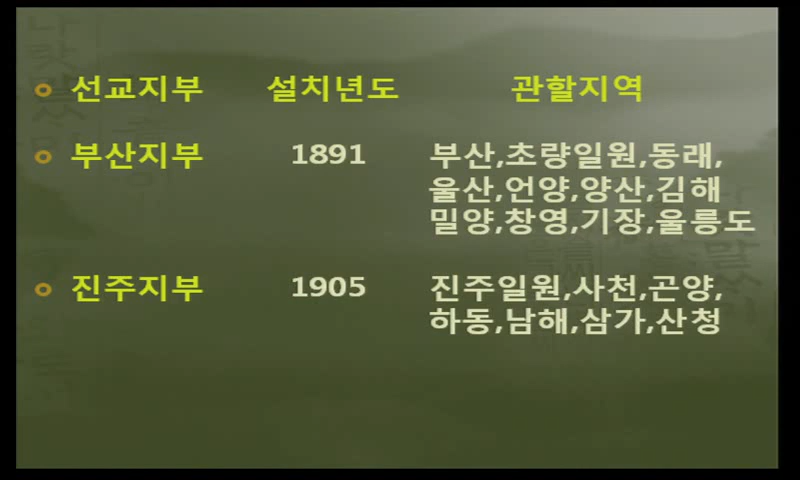 선교지부 설치년도 관할지역
부산지부 1891 부산,초량일원,동래,
울산,언양,양산,김해
밀양,창영,기장,울릉도
진주지부 1905 진주일원,사천,곤양,
하동,남해,삼가,산청